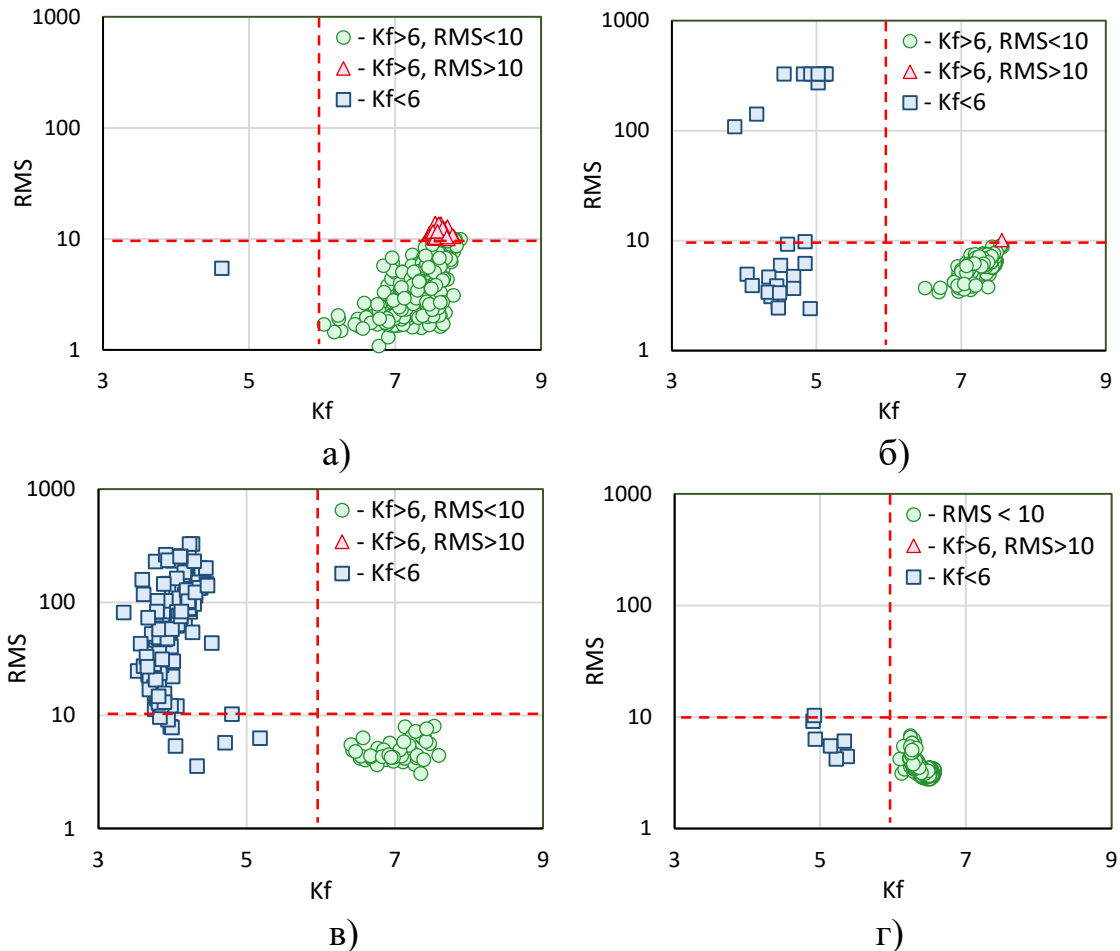 1000
100
10
1
RMS
3
5
7
9
Kf
- Kf>6, RMS<10
- Kf>6, RMS>10
- Kf<6
а)
1000
100
10
1
RMS
3
5
7
9
Kf
- Kf>6, RMS<10
- Kf>6, RMS>10
- Kf<6
б)
1000
100
10
1
RMS
3
5
7
9
Kf
- Kf>6, RMS<10
- Kf>6, RMS>10
- Kf<6
в)
1000
100
10
1
RMS
3
5
7
9
Kf
- RMS < 10
- Kf>6, RMS>10
- Kf<6
г)